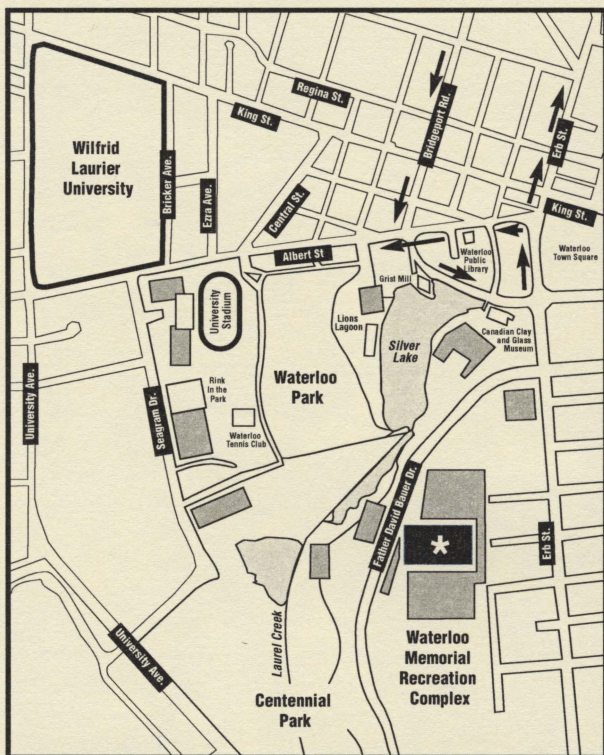 Regina St.
King St.
Bridgeport Rd.
Erb St.
Wilfrid
Laurier
University
Bricker Ave.
Ezra Ave.
Central St.
King St.
Albert St
Waterloo
Public
Library
Waterloo
Town Square
Grist Mill
University
Stadium
Lions
Lagoon
Silver
Lake
Canadian Clay
and Glass
Museum
University Ave.
Seagram Dr.
Rink
In the
Park
Waterloo
Park
Waterloo
Tennis Club
Father David Bauer Dr.
*
Erb St.
Laurel Creek
University Ave.
Waterloo
Memorial
Recreation
Complex
Centennial
Park